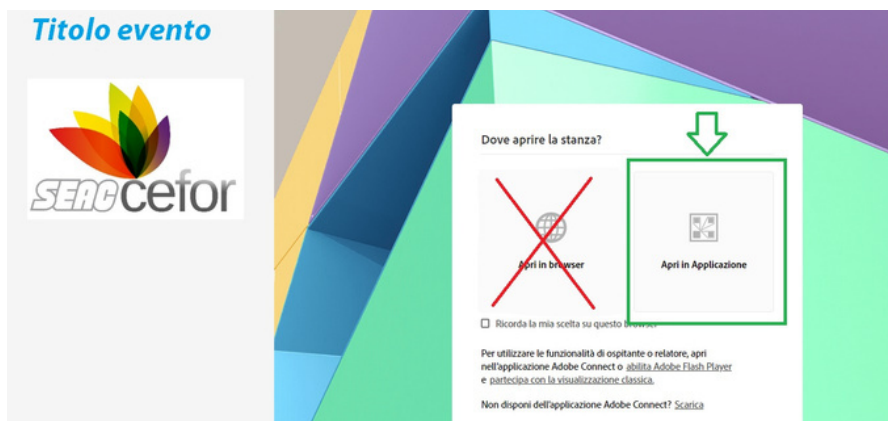 Titolo evento
SEAC cefor
Dove aprire la stanza?
Apri in browser
Apri in Applicazione
Ricorda la mia scelta su questo browser
Per utilizzare le funzionalità di ospitante o relatore, apri
nell'applicazione Adobe Connect o abilita Adobe Flash Player
e partecipa con la visualizzazione classica.
Non disponi dell'applicazione Adobe Connect? Scarica